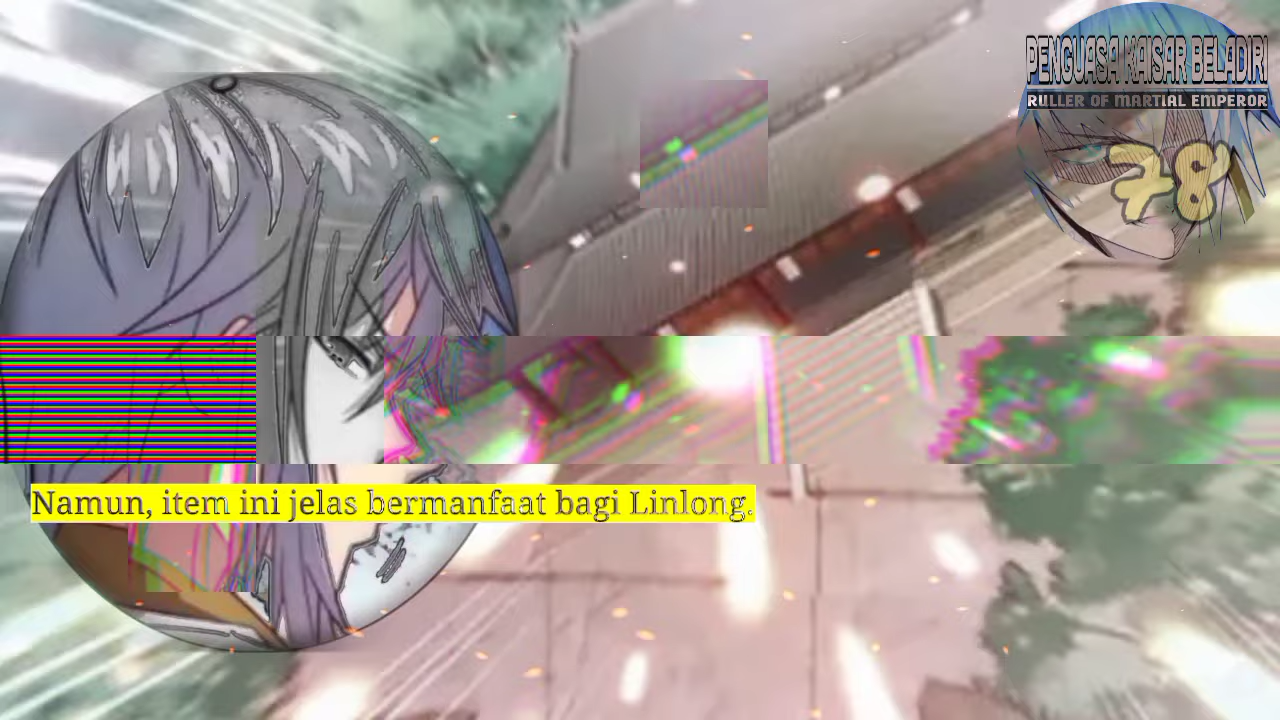 PENGUASA KAISAR BELADIRI
RULLER OF MARTIAL EMPEROR
78
Namun, item ini jelas bermanfaat bagi Linlong.